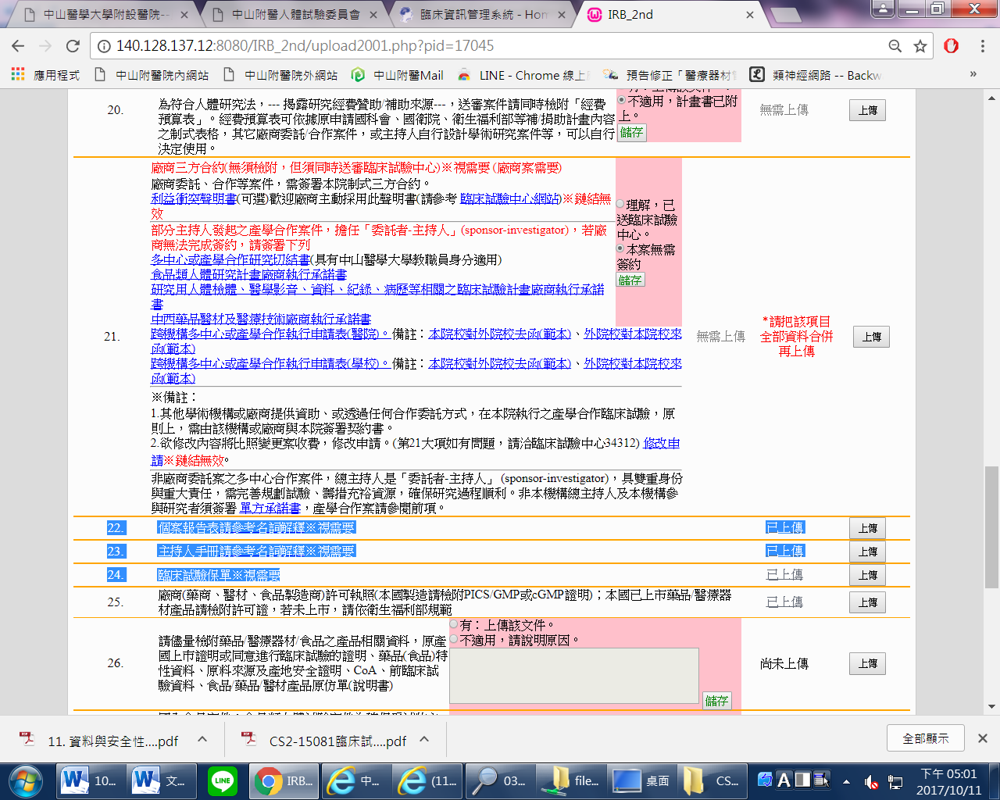 中山醫學大學附設醫院--
中山附醫人體試驗委員會
臨床資訊管理系統 - Hon
IRB_2nd
140.128.137.12:8080/IRB_2nd/upload2001.php?pid=17045
應用程式
中山附醫院內網站
中山附醫院外網站
中山附醫Mail
LINE - Chrome 線上
預告修正「醫療器材
類神經網路 -- Backw
»
20.
為符合人體研究法，--- 揭露研究經費贊助/補助來源---，送審案件請同時檢附「經費
預算表」。經費預算表可依據原申請國科會、國衛院、衛生福利部等補/捐助計畫內容
之制式表格，其它廠商委託/合作案件，或主持人自行設計學術研究案件等，可以自行
決定使用。
不適用，計畫書已附
上。
儲存
無需上傳
上傳
21.
廠商三方合約(無須檢附，但須同時送審臨床試驗中心)※視需要 (廠商案需要)
廠商委託、合作等案件，需簽署本院制式三方合約。
利益衝突聲明書(可選)歡迎廠商主動採用此聲明書(請參考 臨床試驗中心網站)※鏈結無
效
部分主持人發起之產學合作案件，擔任「委託者-主持人」(sponsor-investigator)，若廠
商無法完成簽約，請簽署下列
多中心或產學合作研究切結書(具有中山醫學大學教職員身分適用)
食品類人體研究計畫廠商執行承諾書
研究用人體檢體、醫學影音、資料、紀錄、病歷等相關之臨床試驗計畫廠商執行承諾
書
中西藥品醫材及醫療技術廠商執行承諾書
跨機構多中心或產學合作執行申請表(醫院)。備註：本院校對外院校去函(範本)、外院校對本院校來
函(範本)
跨機構多中心或產學合作執行申請表(學校)。備註：本院校對外院校去函(範本)、外院校對本院校來
函(範本)
※備註：
1.其他學術機構或廠商提供資助、或透過任何合作委託方式，在本院執行之產學合作臨床試驗，原
則上，需由該機構或廠商與本院簽署契約書。
2.欲修改內容將比照變更案收費，修改申請。(第21大項如有問題，請洽臨床試驗中心34312) 修改申
請※鏈結無效。
非廠商委託案之多中心合作案件，總主持人是「委託者-主持人」 (sponsor-investigator)，具雙重身份
與重大責任，需完善規劃試驗、籌措充裕資源，確保研究過程順利。非本機構總主持人及本機構參
與研究者須簽署 單方承諾書，產學合作案請參閱前項。
理解，已
送臨床試驗
中心。
本案無需
簽約
儲存
無需上傳
*請把該項目
全部資料合併
再上傳
上傳
22.
個案報告表請參考名詞解釋※視需要
已上傳
上傳
23.
主持人手冊請參考名詞解釋※視需要
已上傳
上傳
24.
臨床試驗保單※視需要
已上傳
上傳
25.
廠商(藥商、醫材、食品製造商)許可執照(本國製造請檢附PICS/GMP或cGMP證明)；本國已上市藥品/醫療器
材產品請檢附許可證，若未上市，請依衛生福利部規範
已上傳
上傳
26.
請儘量檢附藥品/醫療器材/食品之產品相關資料，原產
國上市證明或同意進行臨床試驗的證明、藥品(食品)特
性資料、原料來源及產地安全證明、CoA、前臨床試
驗資料、食品/藥品/醫材產品原仿單(說明書)
有：上傳該文件。
不適用，請說明原因。
儲存
尚未上傳
上傳
11. 資料與安全性....pdf
CS2-15081臨床試....pdf
全部顯示
10...
文...
IRB...
中...
(11...
03...
file...
桌面
CS...
下午 05:01
2017/10/11